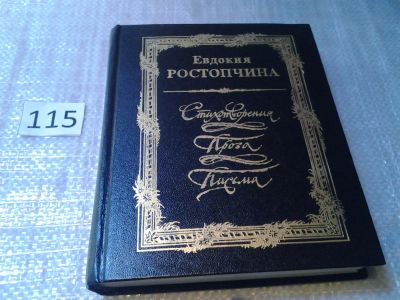 Евдокия
РОСТОПЧИНА
Стихотворения
Проза
Письма
115